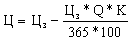 Ц = Цз - Цз * Q * K / 365 * 100